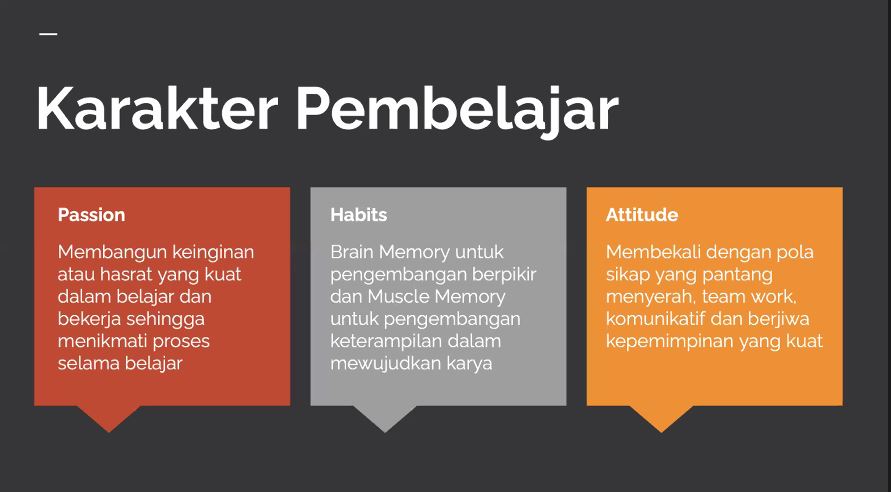 Karakter Pembelajar
Passion
Membangun keinginan
atau hasrat yang kuat
dalam belajar dan
bekerja sehingga
menikmati proses
selama belajar
Habits
Brain Memory untuk
pengembangan berpikir
dan Muscle Memory
untuk pengembangan
keterampilan dalam
mewujudkan karya
Attitude
Membekali dengan pola
sikap yang pantang
menyerah, team work,
komunikatif dan berjiwa
kepemimpinan yang kuat